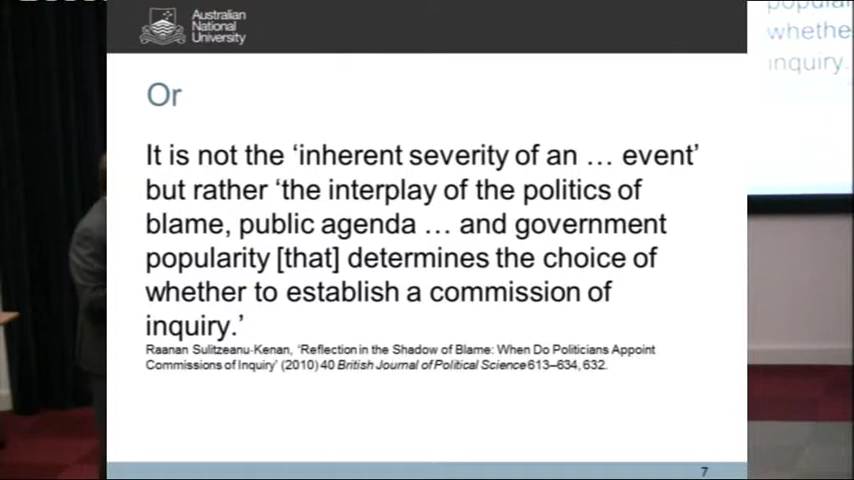 Australian
National
University
Or
It is not the ‘inherent severity of an … event’
but rather ‘the interplay of the politics of
blame, public agenda … and government
popularity [that] determines the choice of
whether to establish a commission of
inquiry.’
Raanan Sulitzeanu-Kenan, ‘Reflection in the Shadow of Blame: When Do Politicians Appoint
Commissions of Inquiry’ (2010) 40 British Journal of Political Science 613–634, 632.
7
whethe
inquiry.